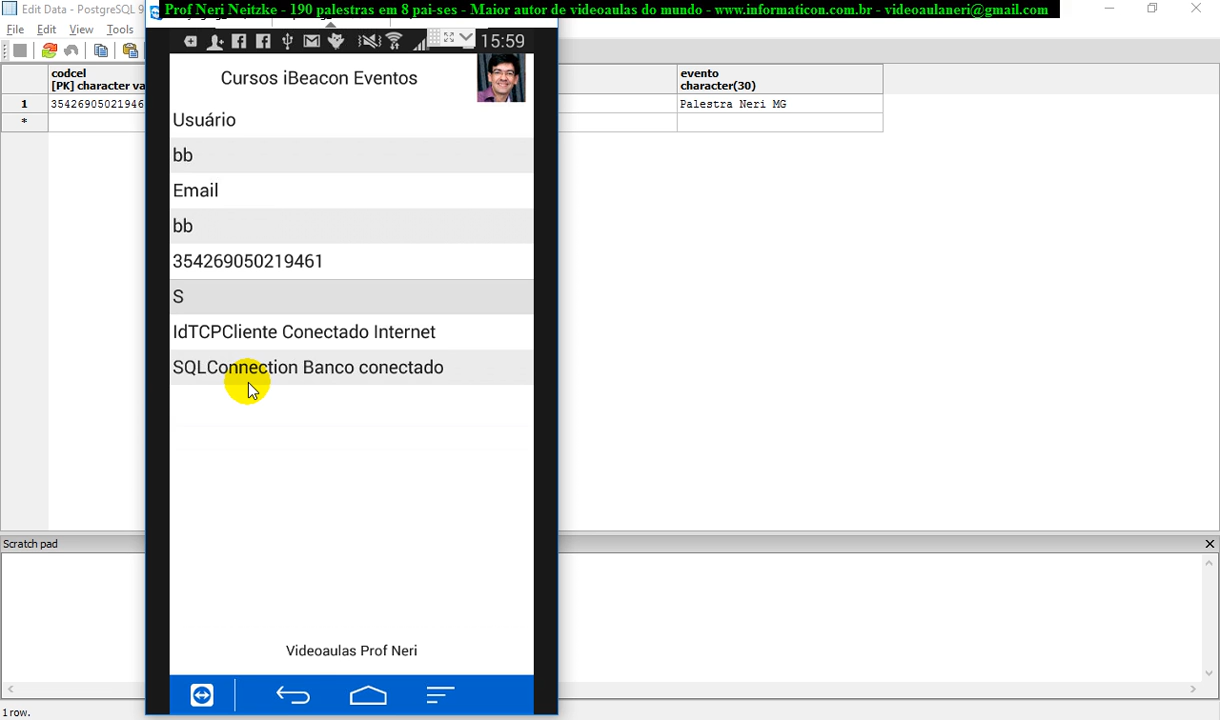 Edit Data - PostgreSQL 9
Prof Neri Neitzke - 190 palestras em 8 pai-ses - Maior autor de videoaulas do mundo - www.informaticon.com.br - videoaulaneri@gmail.com
File Edit View Tools
15:59
codcel
[PK] character va
evento
character(30)
1 35426905021946 Palestra Neri MG
*
Cursos iBeacon Eventos
Usuário
bb
Email
bb
354269050219461
S
IdTCPCliente Conectado Internet
SQLConnection Banco conectado
Videoaulas Prof Neri
Scratch pad
1 row.